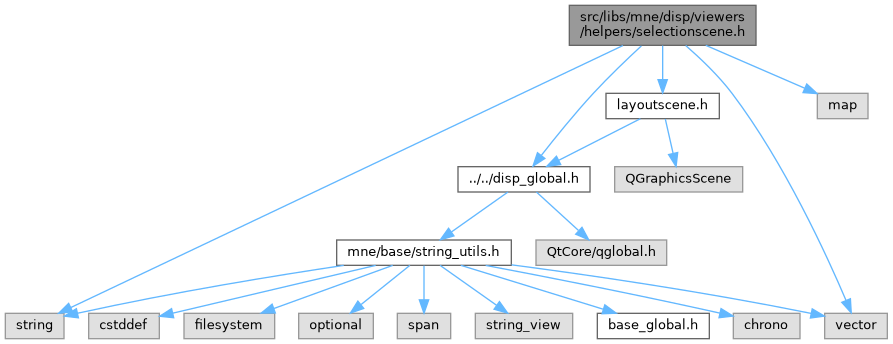 src/libs/mne/disp/viewers
/helpers/selectionscene.h
layoutscene.h
map
../../disp_global.h
QGraphicsScene
mne/base/string_utils.h
QtCore/qglobal.h
string
cstddef
filesystem
optional
span
string_view
base_global.h
chrono
vector